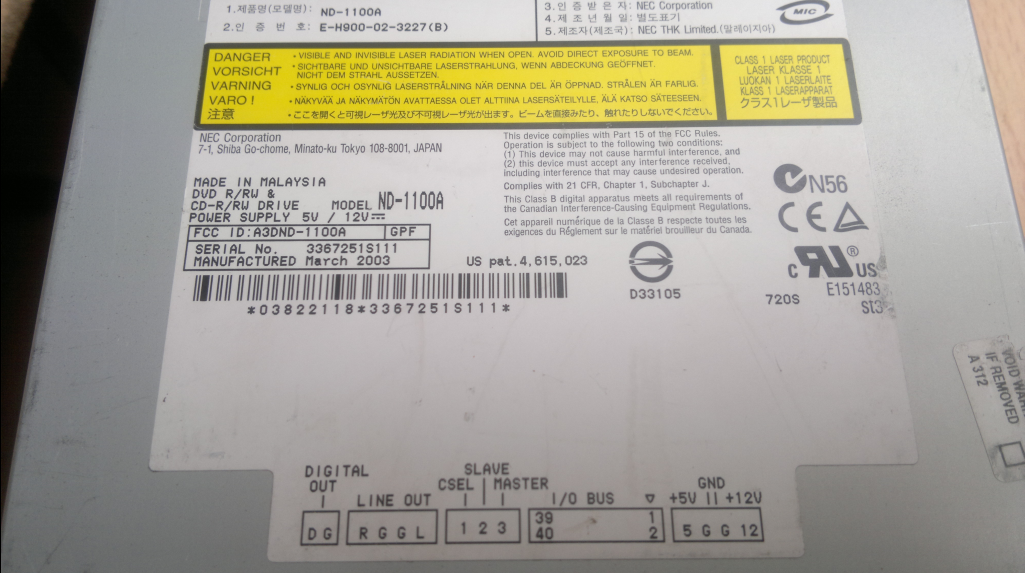 1.제품명(모델명): ND-1100A
2.인 증 번 호: E-H900-02-3227(B)
3.인 증 받 은 자: NEC Corporation
4.제 조 년 월 일: 별도표기
5.제조자(제조국): NEC THK Limited.(말레이지아)
MIC
DANGER • VISIBLE AND INVISIBLE LASER RADIATION WHEN OPEN. AVOID DIRECT EXPOSURE TO BEAM.
VORSICHT • SICHTBARE UND UNSICHTBARE LASERSTRAHLUNG, WENN ABDECKUNG GEÖFFNET.
NICHT DEM STRAHL AUSSETZEN.
VARNING • SYNLIG OCH OSYNLIG LASERSTRÅLNING NÄR DENNA DEL ÄR ÖPPNAD. STRÅLEN ÄR FARLIG.
VARO ! • NÄKYVÄÄ JA NÄKYMÄTÖN AVATTAESSA OLET ALTTIINA LASERSÄTEILYLLE, ÄLÄ KATSO SÄTEESEEN.
注意 • ここを開くと可視レーザ光及び不可視レーザ光が出ます。ビームを直接みたり、触れたりしないでください。
CLASS 1 LASER PRODUCT
LASER KLASSE 1
LUOKAN 1 LASERLAITE
KLASS 1 LASERAPPARAT
クラス1レーザ製品
NEC Corporation
7-1, Shiba Go-chome, Minato-ku Tokyo 108-8001, JAPAN
This device complies with Part 15 of the FCC Rules.
Operation is subject to the following two conditions:
(1) This device may not cause harmful interference, and
(2) this device must accept any interference received,
including interference that may cause undesired operation.
Complies with 21 CFR, Chapter 1, Subchapter J.
This Class B digital apparatus meets all requirements of
the Canadian Interference-Causing Equipment Regulations.
Cet appareil numérique de la Classe B respecte toutes les
exigences du Règlement sur le matériel brouilleur du Canada.
MADE IN MALAYSIA
DVD R/RW &
CD-R/RW DRIVE MODEL ND-1100A
POWER SUPPLY 5V / 12V
FCC ID:A3DND-1100A GPF
SERIAL No. 3367251S111
MANUFACTURED March 2003
US pat.4,615,023
*03822118*3367251S111*
D33105
N56
CE
c RU ® US
720S E151483
St3
VOID WAR
IF REMOVED
A 312
DIGITAL
OUT
LINE OUT
SLAVE
CSEL MASTER
I/O BUS
GND
+5V +12V
D G
R G G L
1 2 3
39 1
40 2
5 G G 12